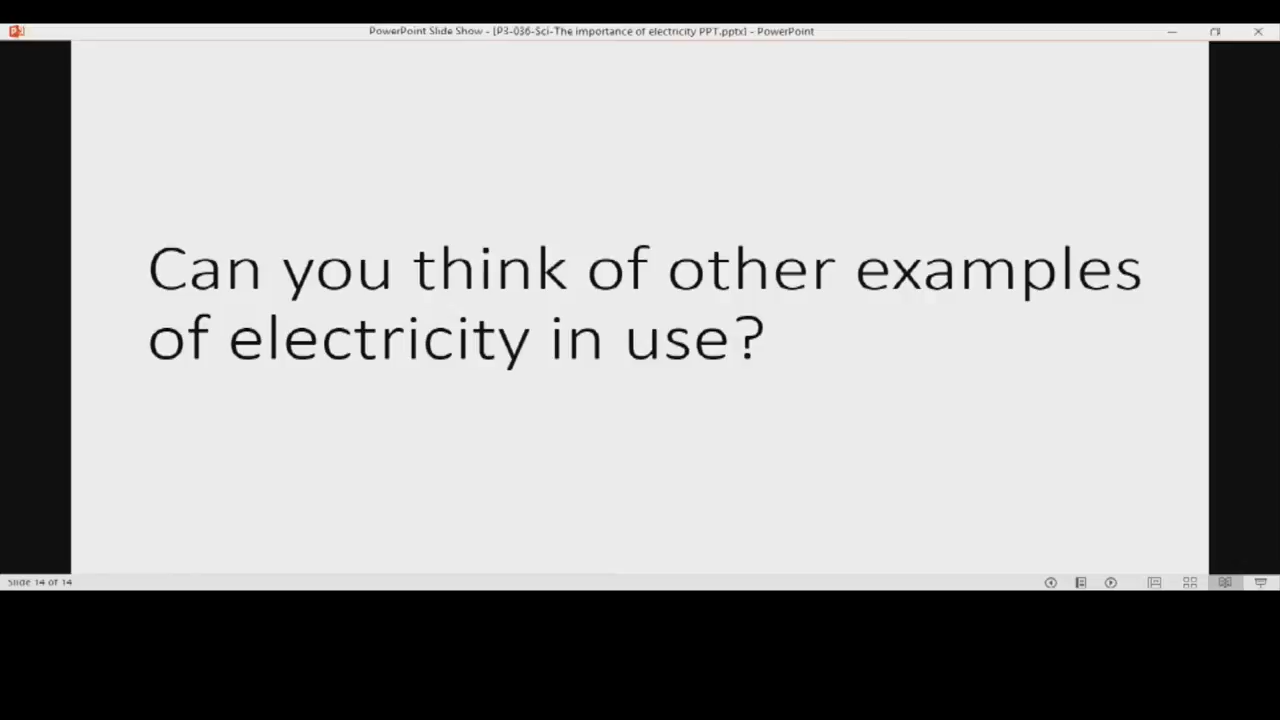 PowerPoint Slide Show - [P3-036-Sci-The importance of electricity PPT.pptx] - PowerPoint
Can you think of other examples
of electricity in use?
Slide 14 of 14